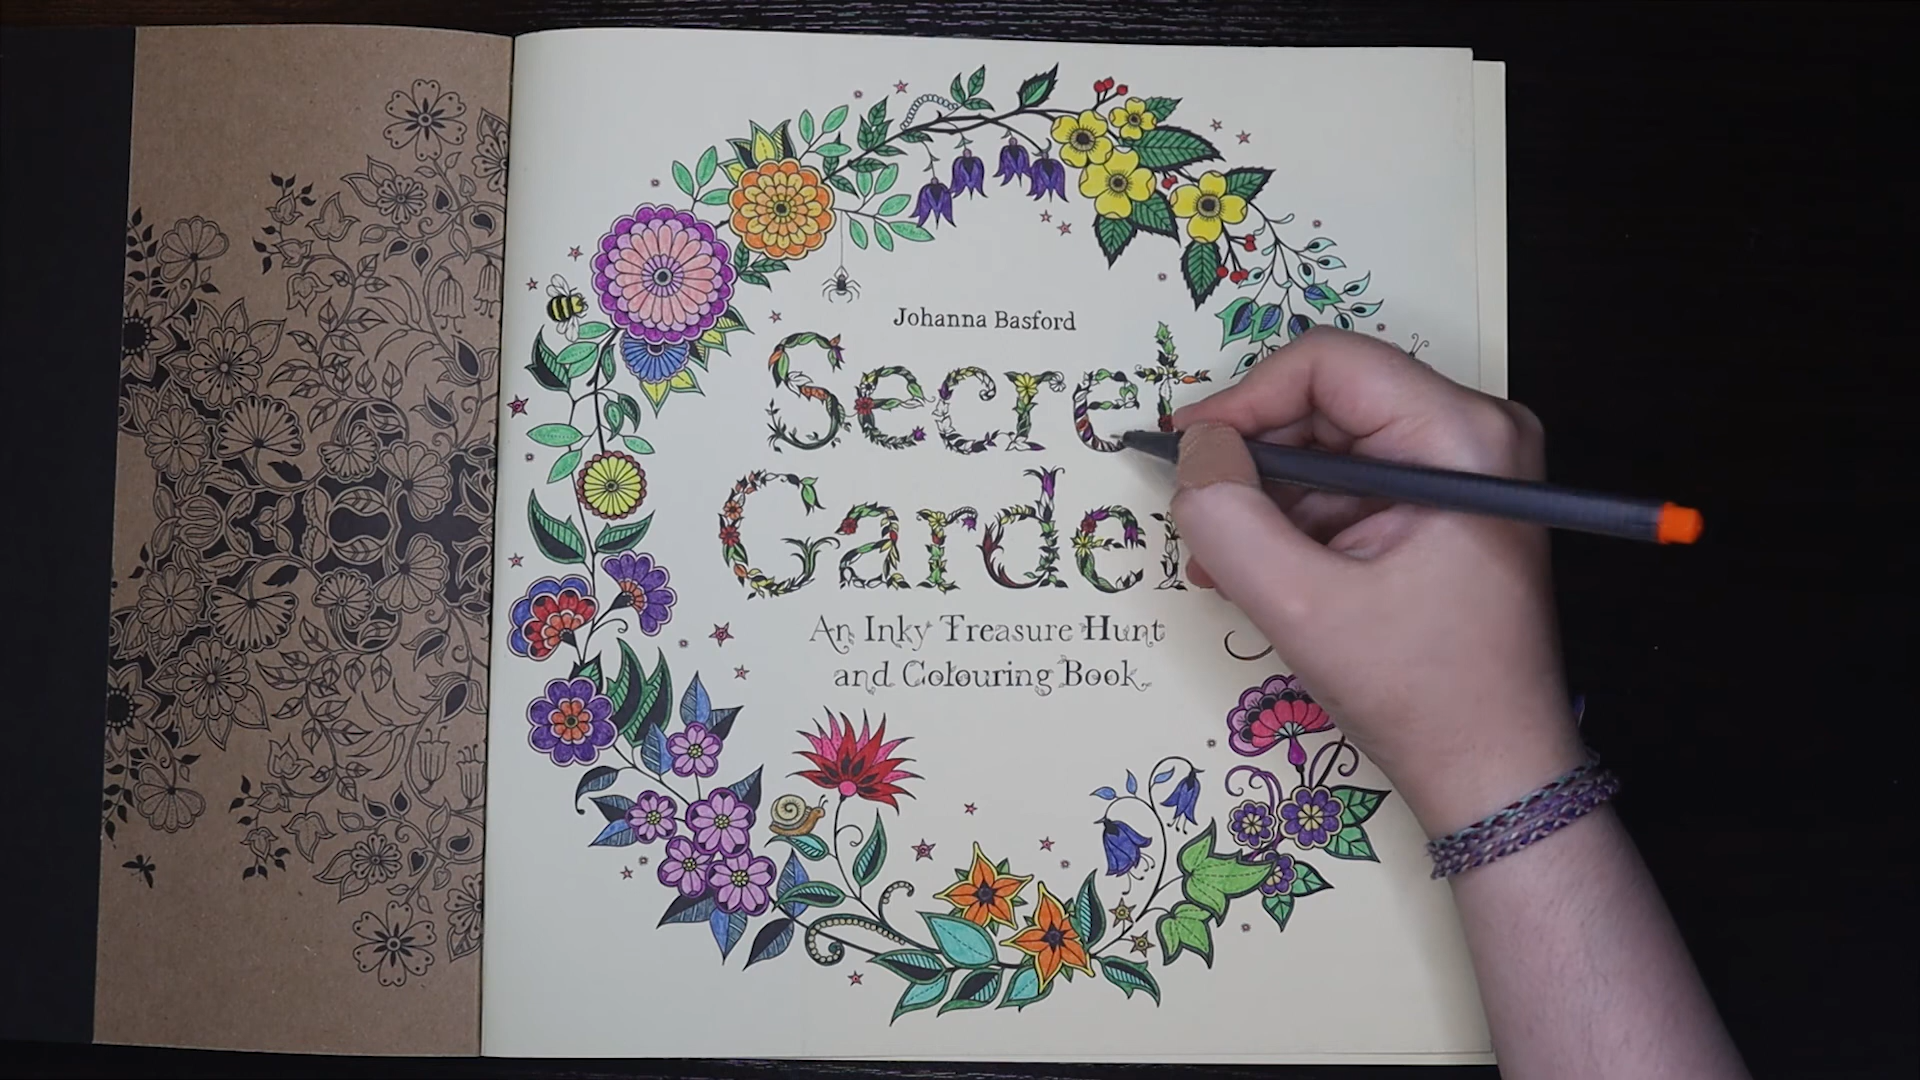 Johanna Basford
Secret
Garden
An Inky Treasure Hunt
and Colouring Book